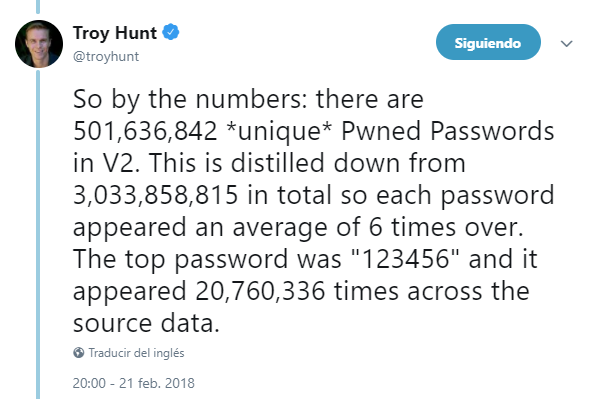 Troy Hunt
@troyhunt
Siguiendo
So by the numbers: there are
501,636,842 *unique* Pwned Passwords
in V2. This is distilled down from
3,033,858,815 in total so each password
appeared an average of 6 times over.
The top password was "123456" and it
appeared 20,760,336 times across the
source data.
Traducir del inglés
20:00 - 21 feb. 2018